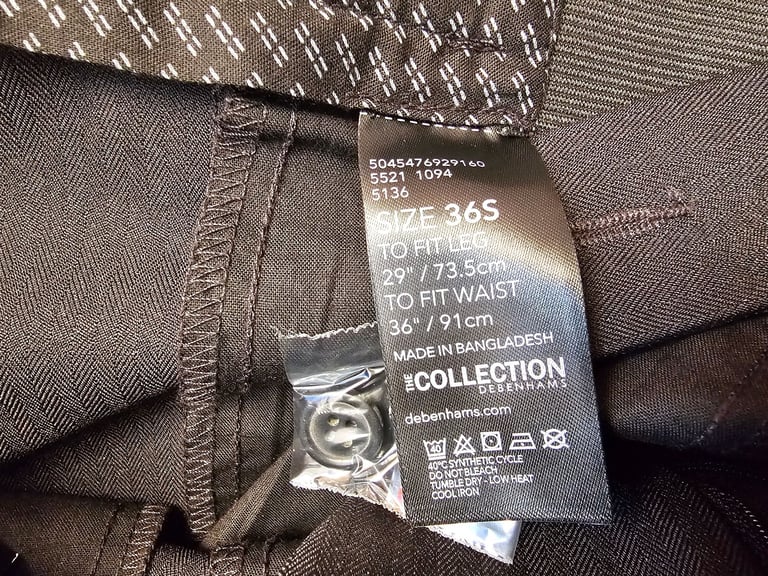 5045476929160
5521 1094
5136
SIZE 36S
TO FIT LEG
29" / 73.5cm
TO FIT WAIST
36" / 91cm
MADE IN BANGLADESH
THE COLLECTION
DEBENHAMS
debenhams.com
40
40°C SYNTHETIC CYCLE
DO NOT BLEACH
TUMBLE DRY - LOW HEAT
COOL IRON